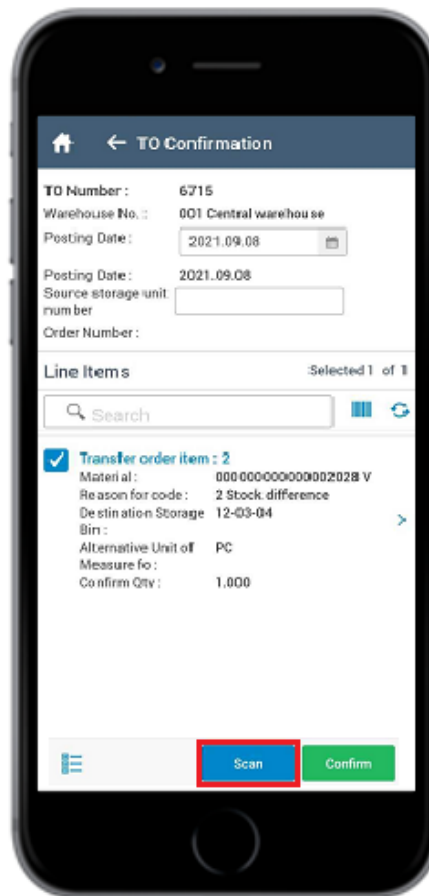 TO Confirmation
TO Number : 6715
Warehouse No. : 001 Central warehouse
Posting Date : 2021.09.08
Posting Date : 2021.09.08
Source storage unit
number
Order Number :
Line Items Selected 1 of 1
Search
Transfer order item : 2
Material : 000000000000002028 V
Reason for code : 2 Stock difference
Destination Storage 12-03-04
Bin :
Alternative Unit of PC
Measure fo :
Confirm Qty : 1.000
Scan Confirm